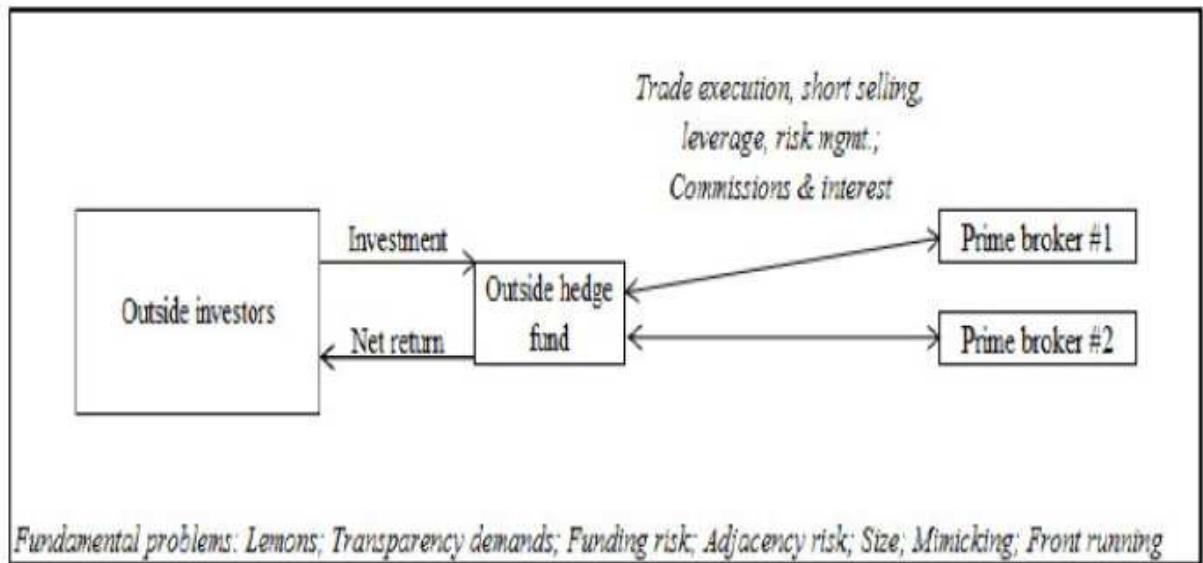 Trade execution, short selling,
leverage, risk mgmt.;
Commissions & interest
Prime broker #1
Investment
Outside investors
Outside hedge
fund
Net return
Prime broker #2
Fundamental problems: Lemons; Transparency demands; Funding risk; Adjacency risk; Size; Mimicking; Front running